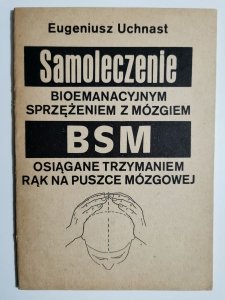 Eugeniusz Uchnast
Samoleczenie
BIOEMANACYJNYM
SPRZĘŻENIEM Z MÓZGIEM
BSM
OSIĄGANE TRZYMANIEM
RĄK NA PUSZCE MÓZGOWEJ